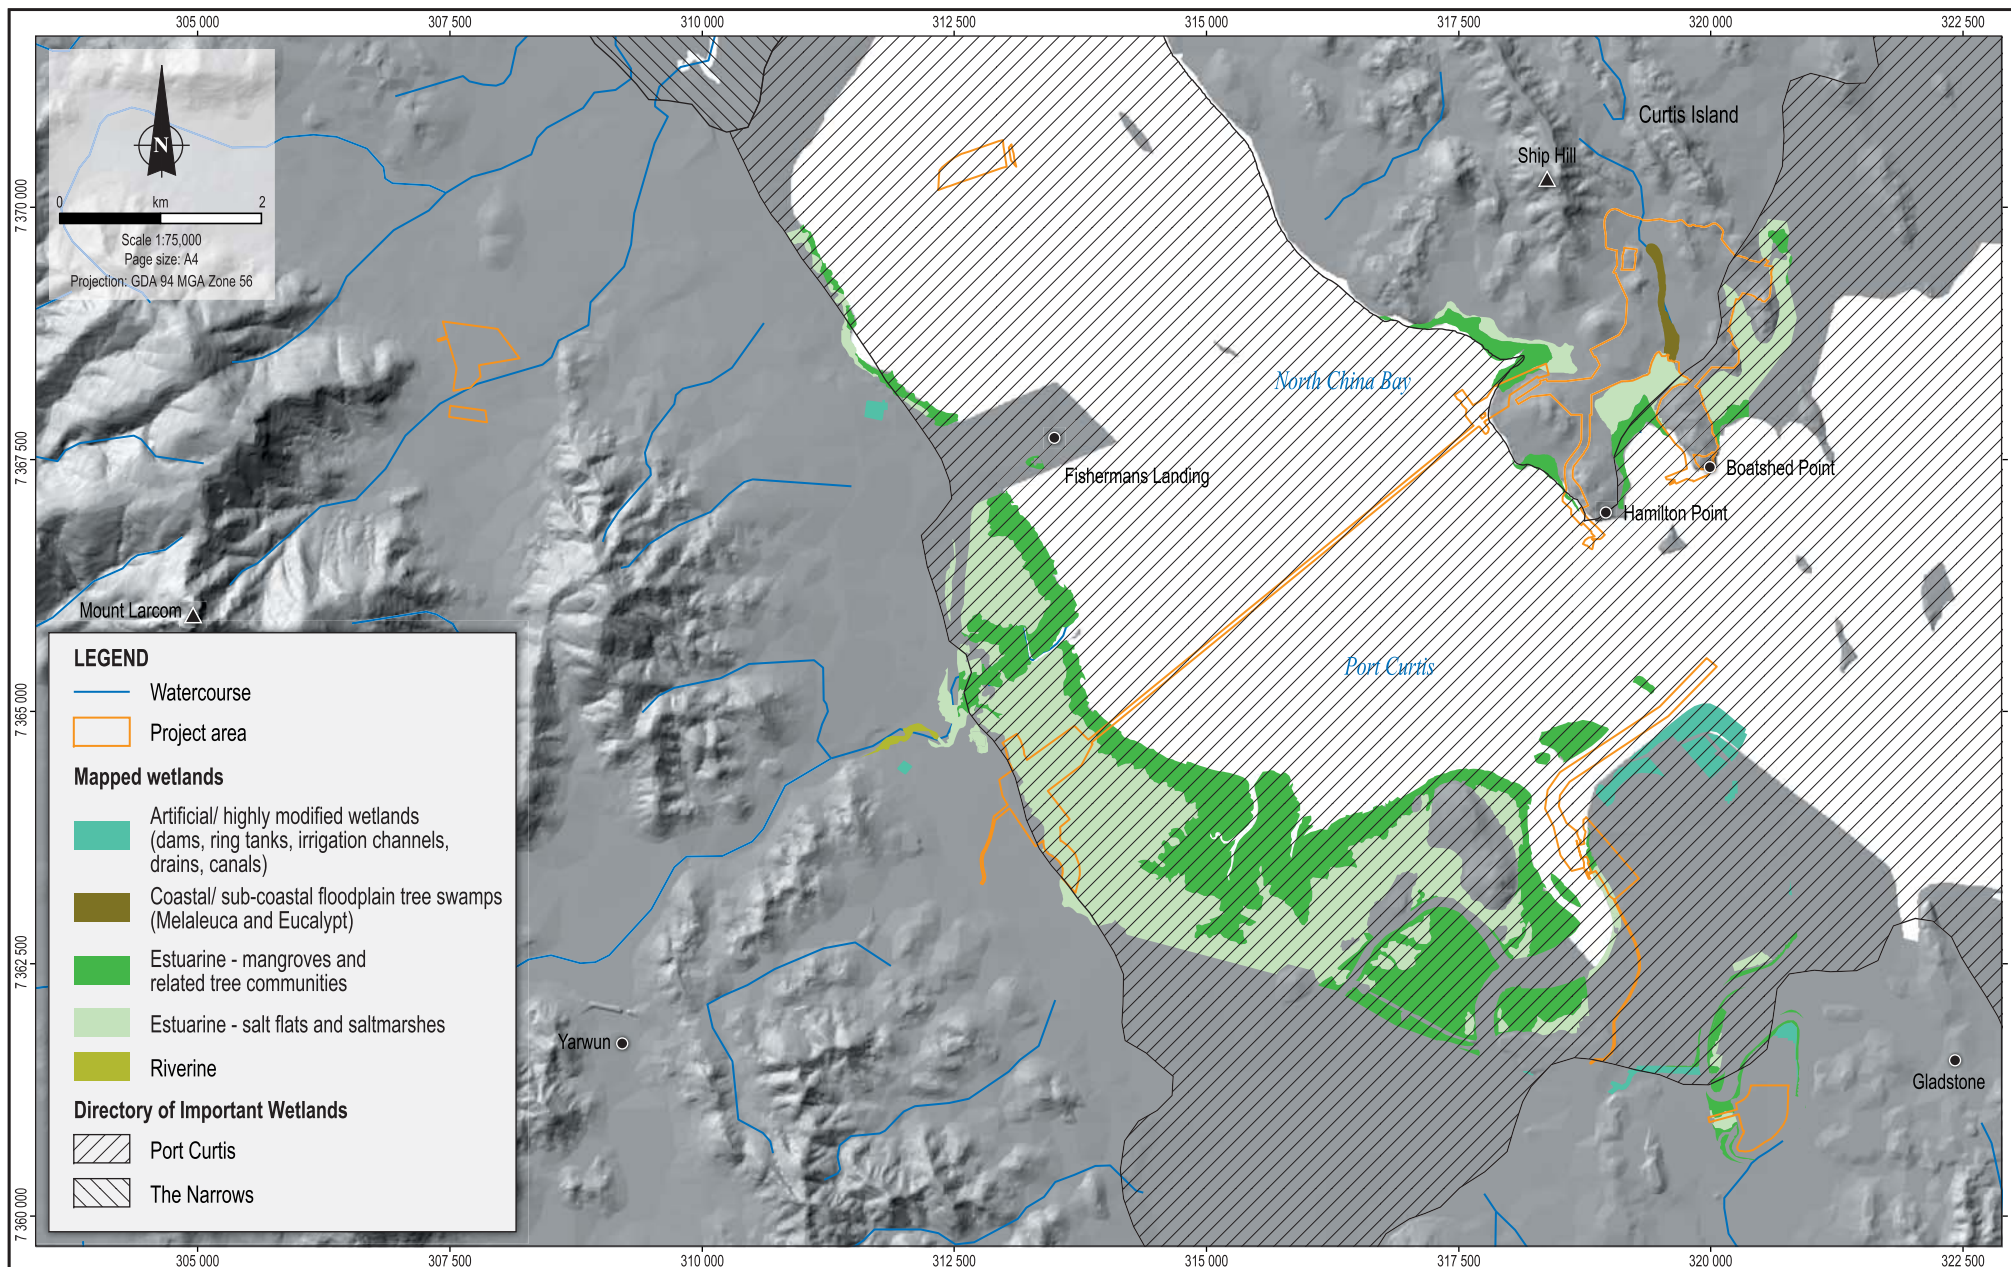 305 000
307 500
310 000
312 500
315 000
317 500
320 000
322 500
N
0 km 2
Scale 1:75,000
Page size: A4
Projection: GDA 94 MGA Zone 56
7 370 000
7 367 500
7 365 000
7 362 500
7 360 000
Curtis Island
Ship Hill
North China Bay
Fishermans Landing
Boatshed Point
Hamilton Point
Mount Larcom
Port Curtis
Yarwun
Gladstone
LEGEND
Watercourse
Project area
Mapped wetlands
Artificial/ highly modified wetlands
(dams, ring tanks, irrigation channels,
drains, canals)
Coastal/ sub-coastal floodplain tree swamps
(Melaleuca and Eucalypt)
Estuarine - mangroves and
related tree communities
Estuarine - salt flats and saltmarshes
Riverine
Directory of Important Wetlands
Port Curtis
The Narrows
305 000
307 500
310 000
312 500
315 000
317 500
320 000
322 500